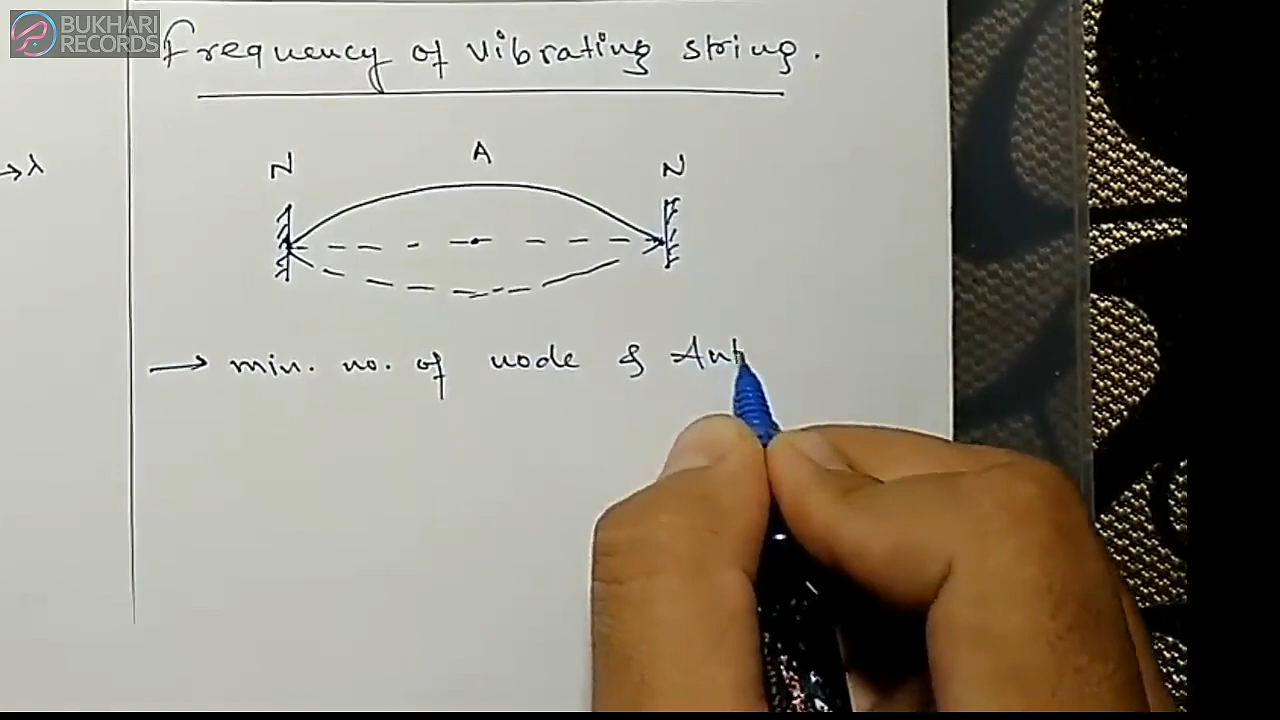 BUKHARI
RECORDS
Frequency of vibrating string.
N A N
→ λ
→ min. no. of node & Ant